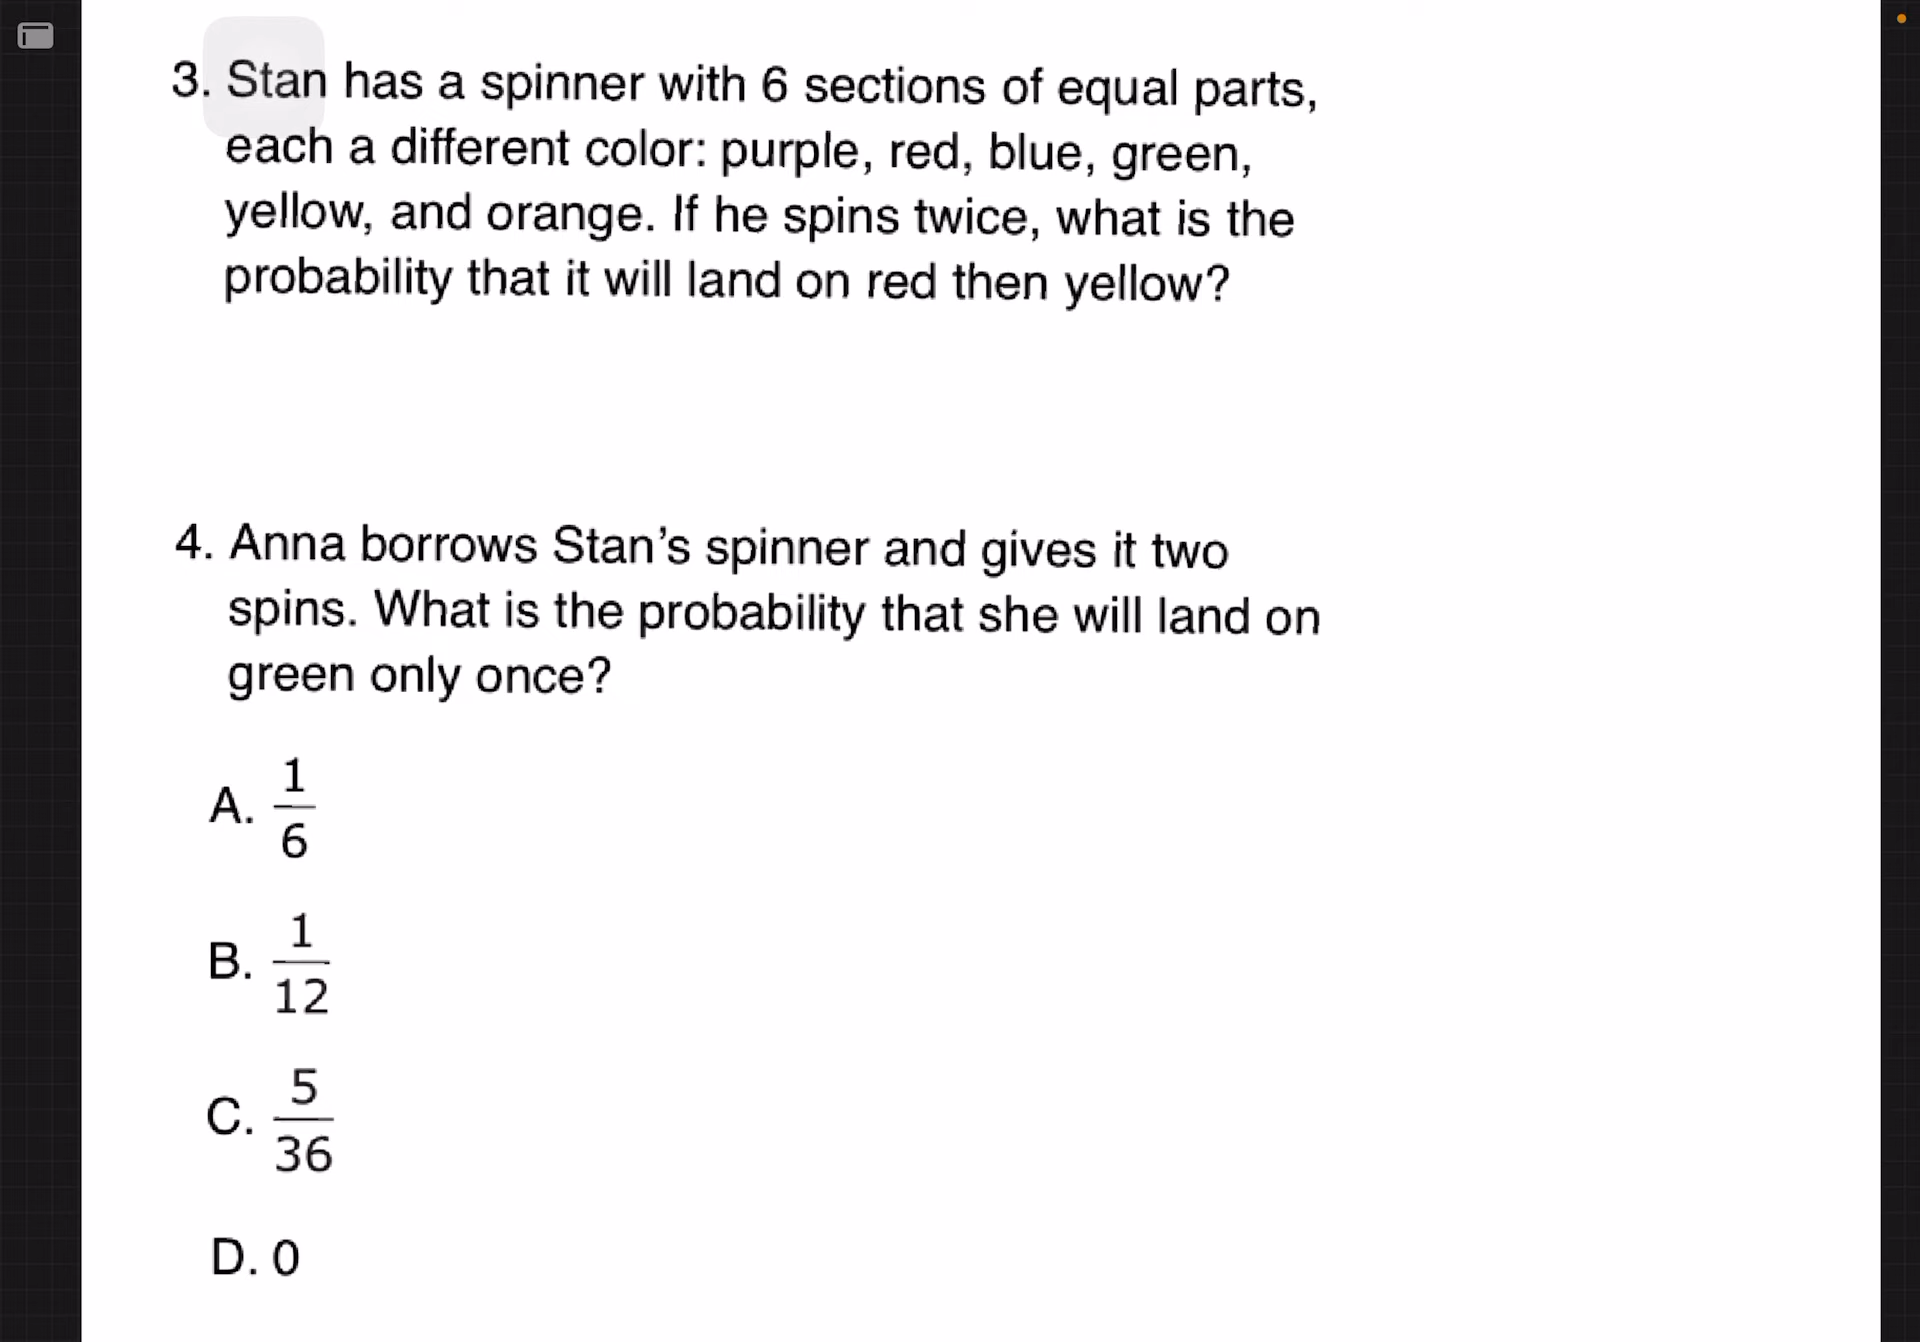 3. Stan has a spinner with 6 sections of equal parts,
each a different color: purple, red, blue, green,
yellow, and orange. If he spins twice, what is the
probability that it will land on red then yellow?
4. Anna borrows Stan’s spinner and gives it two
spins. What is the probability that she will land on
green only once?
A. 1/6
B. 1/12
C. 5/36
D. 0